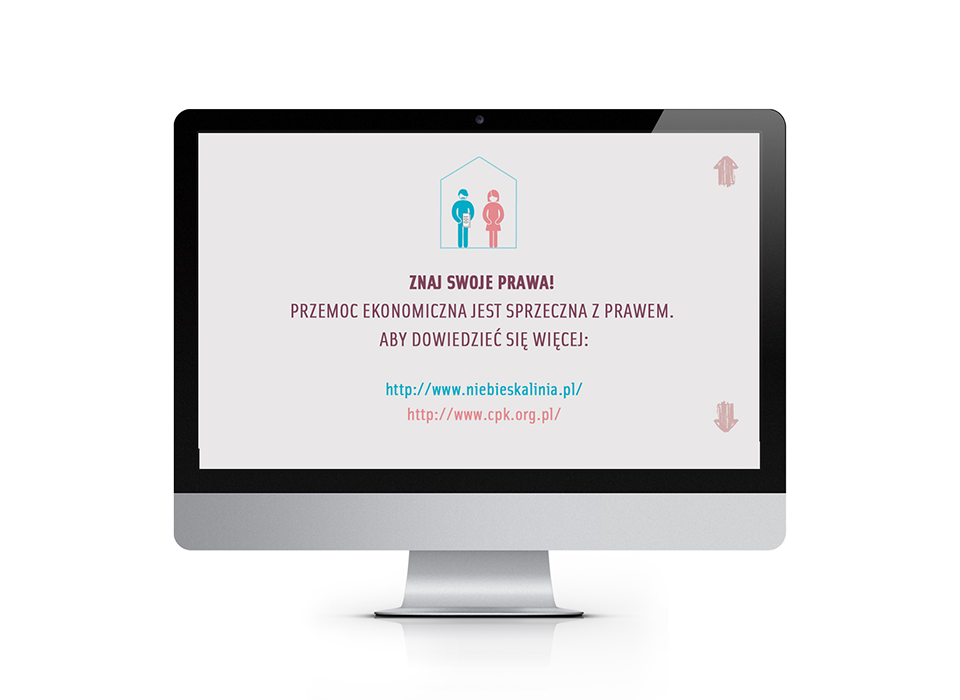 ZNAJ SWOJE PRAWA!
PRZEMOC EKONOMICZNA JEST SPRZECZNA Z PRAWEM.
ABY DOWIEDZIEĆ SIĘ WIĘCEJ:
http://www.niebieskalinia.pl/
http://www.cpk.org.pl/